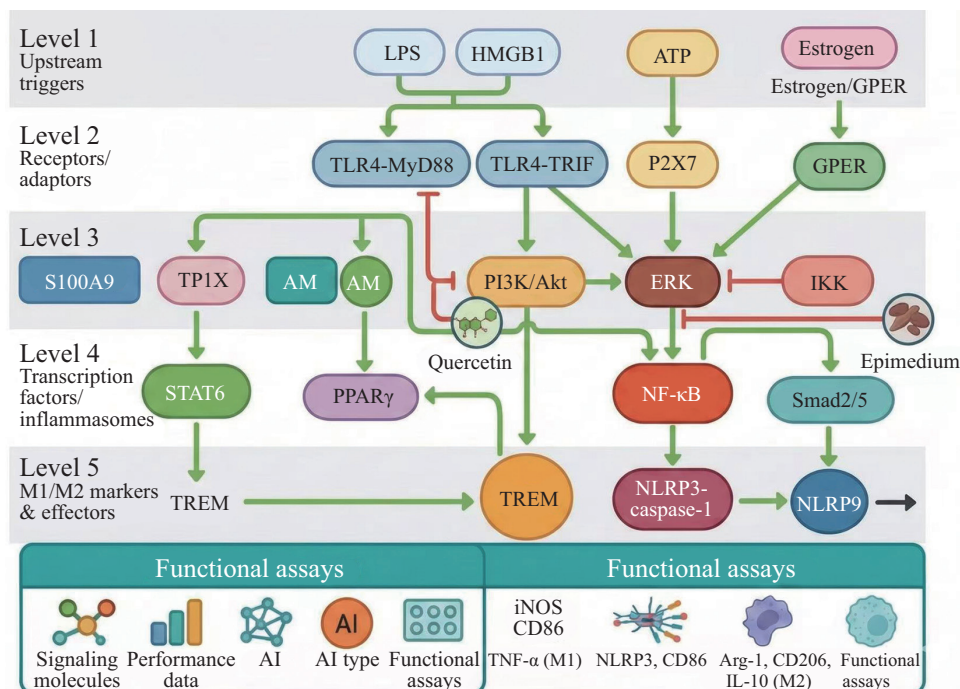 Level 1
Upstream
triggers
LPS
HMGB1
ATP
Estrogen
Estrogen/GPER
Level 2
Receptors/
adaptors
TLR4-MyD88
TLR4-TRIF
P2X7
GPER
Level 3
S100A9
TP1X
AM
AM
PI3K/Akt
ERK
IKK
Quercetin
Epimedium
Level 4
Transcription
factors/
inflammasomes
STAT6
PPARγ
NF-κB
Smad2/5
Level 5
M1/M2 markers
& effectors
TREM
TREM
NLRP3-
caspase-1
NLRP9
Functional assays
Signaling
molecules
Performance
data
AI
AI
AI type
Functional
assays
Functional assays
iNOS
CD86
TNF-α (M1)
NLRP3, CD86
Arg-1, CD206,
IL-10 (M2)
Functional
assays